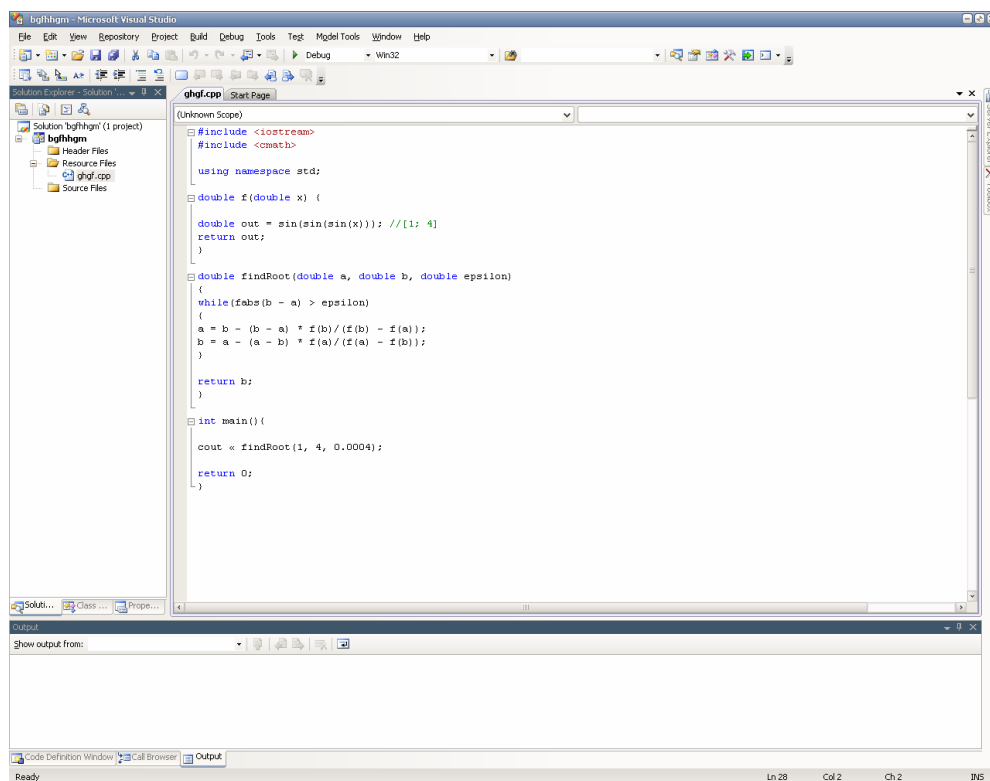 bgfhhgm - Microsoft Visual Studio
File Edit View Repository Project Build Debug Tools Test Model Tools Window Help
Debug Win32
Solution Explorer - Solution '...
ghgf.cpp Start Page
(Unknown Scope)
Solution 'bgfhhgm' (1 project)
bgfhhgm
Header Files
Resource Files
ghgf.cpp
Source Files
#include <iostream>
#include <cmath>
using namespace std;
double f(double x) {
double out = sin(sin(sin(x))); //[1; 4]
return out;
}
double findRoot(double a, double b, double epsilon)
{
while(fabs(b - a) > epsilon)
{
a = b - (b - a) * f(b)/(f(b) - f(a));
b = a - (a - b) * f(a)/(f(a) - f(b));
}
return b;
}
int main(){
cout « findRoot(1, 4, 0.0004);
return 0;
}
Server Explorer
Toolbox
Soluti... Class ... Prope...
Output
Show output from:
Code Definition Window Call Browser Output
Ready Ln 28 Col 2 Ch 2 INS